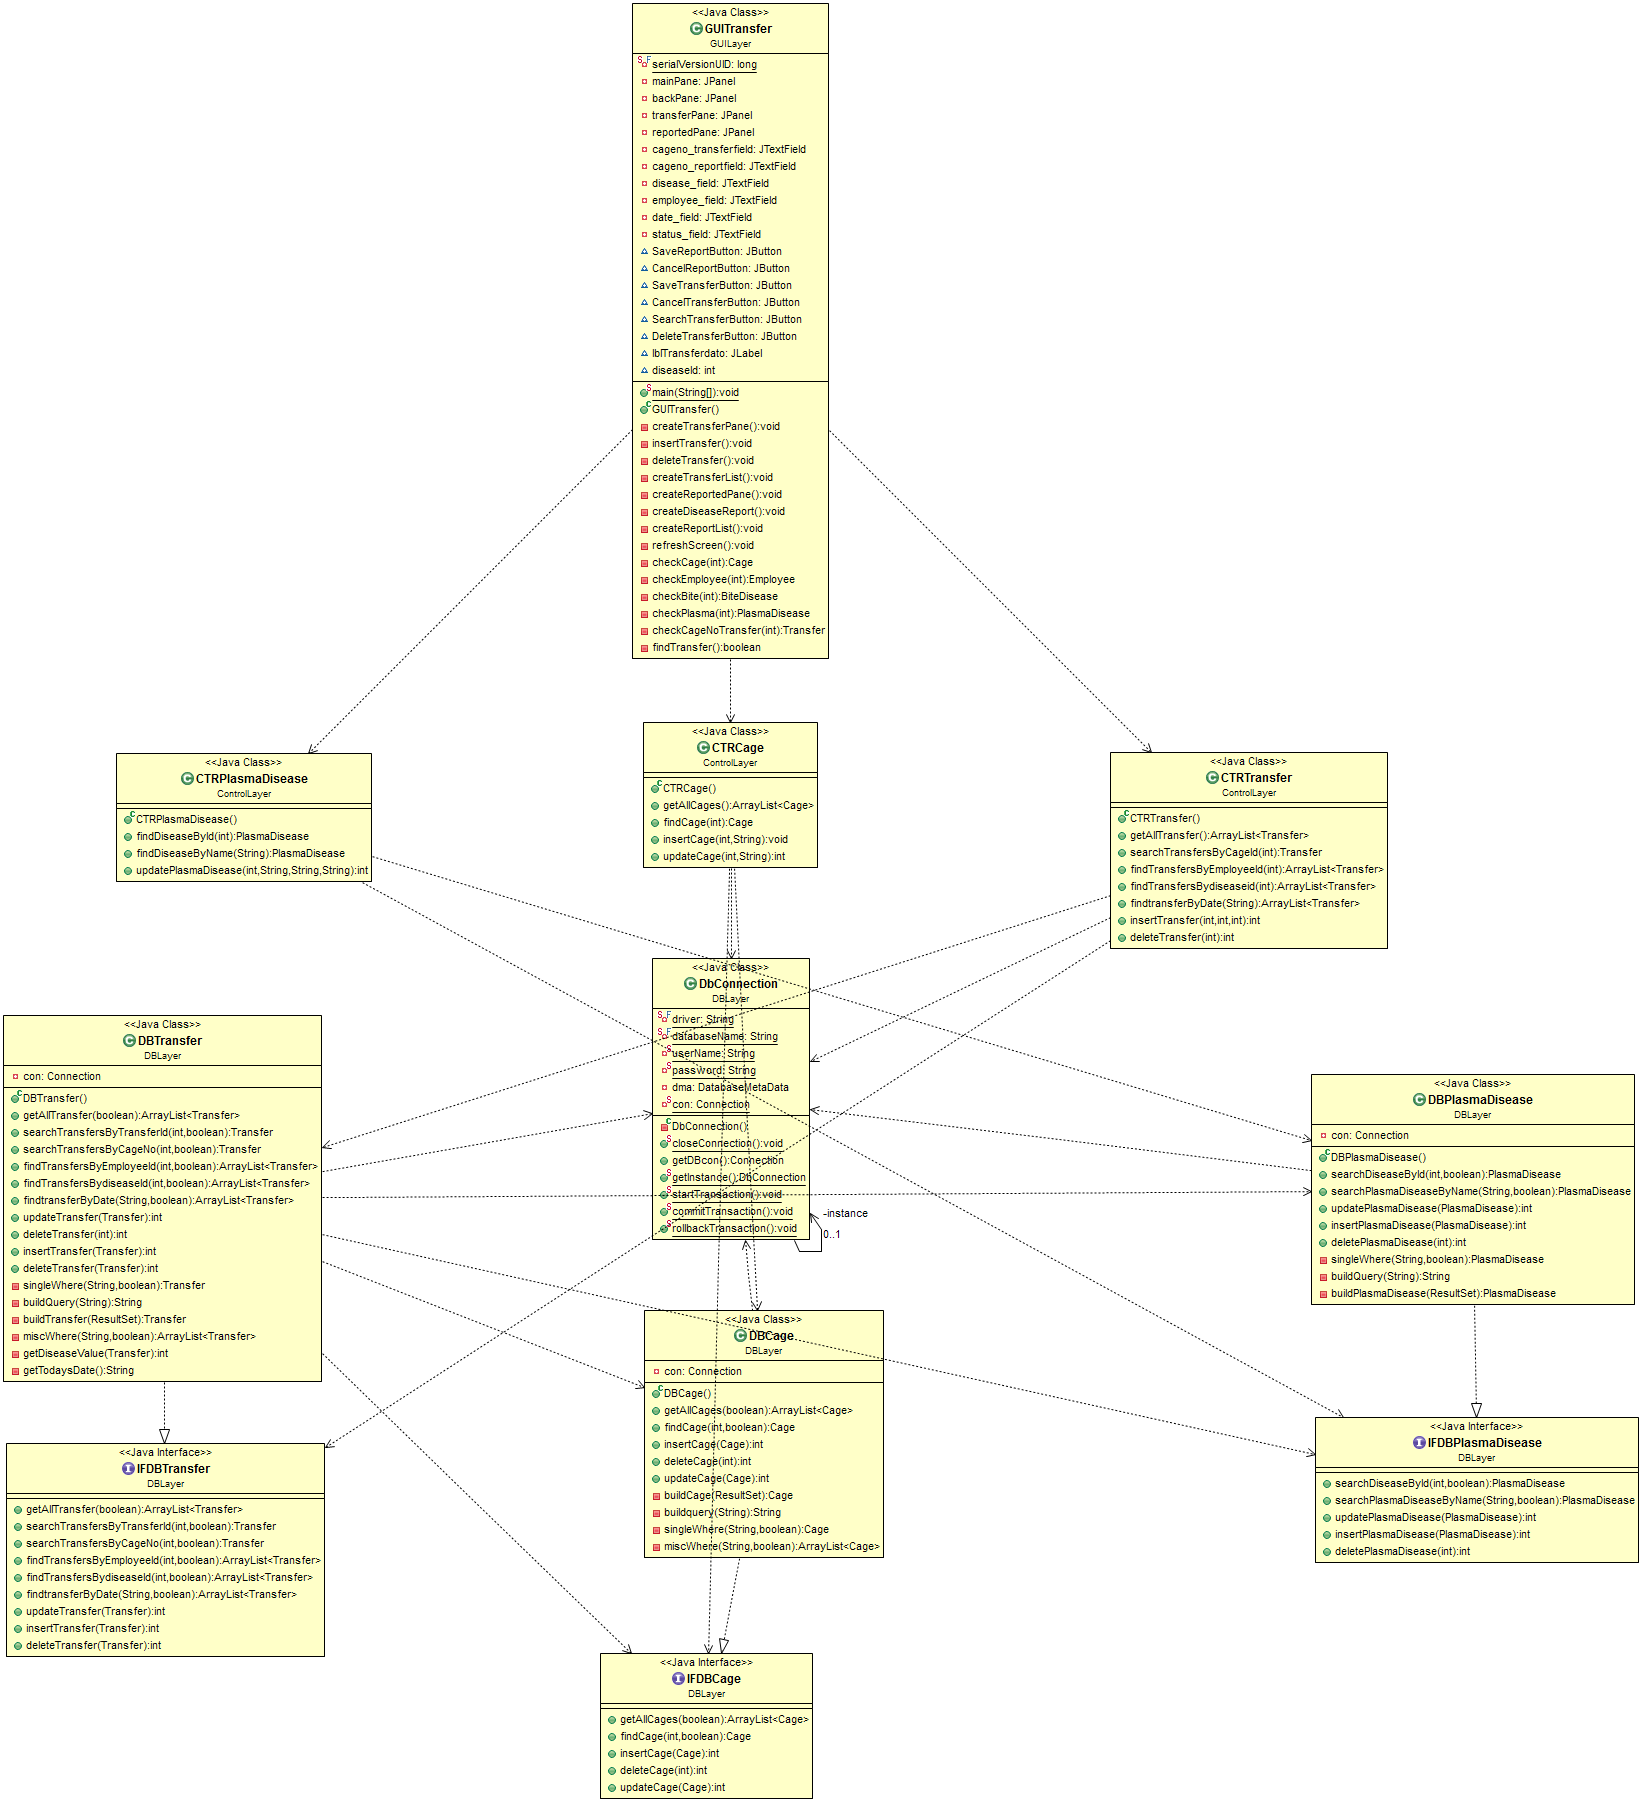 <<Java Class>>
GUITransfer
GUILayer
serialVersionUID: long
mainPane: JPanel
backPane: JPanel
transferPane: JPanel
reportedPane: JPanel
cageno_transferfield: JTextField
cageno_reportfield: JTextField
disease_field: JTextField
employee_field: JTextField
date_field: JTextField
status_field: JTextField
SaveReportButton: JButton
CancelReportButton: JButton
SaveTransferButton: JButton
CancelTransferButton: JButton
SearchTransferButton: JButton
DeleteTransferButton: JButton
lblTransferdato: JLabel
diseaseId: int
main(String[]):void
GUITransfer()
createTransferPane():void
insertTransfer():void
deleteTransfer():void
createTransferList():void
createReportedPane():void
createDiseaseReport():void
createReportList():void
refreshScreen():void
checkCage(int):Cage
checkEmployee(int):Employee
checkBite(int):BiteDisease
checkPlasma(int):PlasmaDisease
checkCageNoTransfer(int):Transfer
findTransfer():boolean
<<Java Class>>
CTRPlasmaDisease
ControlLayer
CTRPlasmaDisease()
findDiseaseById(int):PlasmaDisease
findDiseaseByName(String):PlasmaDisease
updatePlasmaDisease(int,String,String,String):int
<<Java Class>>
CTRCage
ControlLayer
CTRCage()
getAllCages():ArrayList<Cage>
findCage(int):Cage
insertCage(int,String):void
updateCage(int,String):int
<<Java Class>>
CTRTransfer
ControlLayer
CTRTransfer()
getAllTransfer():ArrayList<Transfer>
searchTransfersByCageId(int):Transfer
findTransfersByEmployeeId(int):ArrayList<Transfer>
findTransfersBydiseaseid(int):ArrayList<Transfer>
findtransferByDate(String):ArrayList<Transfer>
insertTransfer(int,int,int):int
deleteTransfer(int):int
<<Java Class>>
DbConnection
DBLayer
driver: String
databaseName: String
userName: String
password: String
dma: DatabaseMetaData
con: Connection
DbConnection()
closeConnection():void
getDBcon():Connection
getInstance():DbConnection
startTransaction():void
commitTransaction():void
rollbackTransaction():void
-instance
0..1
<<Java Class>>
DBTransfer
DBLayer
con: Connection
DBTransfer()
getAllTransfer(boolean):ArrayList<Transfer>
searchTransfersByTransferId(int,boolean):Transfer
searchTransfersByCageNo(int,boolean):Transfer
findTransfersByEmployeeId(int,boolean):ArrayList<Transfer>
findTransfersBydiseaseId(int,boolean):ArrayList<Transfer>
findtransferByDate(String,boolean):ArrayList<Transfer>
updateTransfer(Transfer):int
deleteTransfer(int):int
insertTransfer(Transfer):int
deleteTransfer(Transfer):int
singleWhere(String,boolean):Transfer
buildQuery(String):String
buildTransfer(ResultSet):Transfer
miscWhere(String,boolean):ArrayList<Transfer>
getDiseaseValue(Transfer):int
getTodaysDate():String
<<Java Class>>
DBPlasmaDisease
DBLayer
con: Connection
DBPlasmaDisease()
searchDiseaseById(int,boolean):PlasmaDisease
searchPlasmaDiseaseByName(String,boolean):PlasmaDisease
updatePlasmaDisease(PlasmaDisease):int
insertPlasmaDisease(PlasmaDisease):int
deletePlasmaDisease(int):int
singleWhere(String,boolean):PlasmaDisease
buildQuery(String):String
buildPlasmaDisease(ResultSet):PlasmaDisease
<<Java Class>>
DBCage
DBLayer
con: Connection
DBCage()
getAllCages(boolean):ArrayList<Cage>
findCage(int,boolean):Cage
insertCage(Cage):int
deleteCage(int):int
updateCage(Cage):int
buildCage(ResultSet):Cage
buildquery(String):String
singleWhere(String,boolean):Cage
miscWhere(String,boolean):ArrayList<Cage>
<<Java Interface>>
IFDBTransfer
DBLayer
getAllTransfer(boolean):ArrayList<Transfer>
searchTransfersByTransferId(int,boolean):Transfer
searchTransfersByCageNo(int,boolean):Transfer
findTransfersByEmployeeId(int,boolean):ArrayList<Transfer>
findTransfersBydiseaseId(int,boolean):ArrayList<Transfer>
findtransferByDate(String,boolean):ArrayList<Transfer>
updateTransfer(Transfer):int
insertTransfer(Transfer):int
deleteTransfer(Transfer):int
<<Java Interface>>
IFDBPlasmaDisease
DBLayer
searchDiseaseById(int,boolean):PlasmaDisease
searchPlasmaDiseaseByName(String,boolean):PlasmaDisease
updatePlasmaDisease(PlasmaDisease):int
insertPlasmaDisease(PlasmaDisease):int
deletePlasmaDisease(int):int
<<Java Interface>>
IFDBCage
DBLayer
getAllCages(boolean):ArrayList<Cage>
findCage(int,boolean):Cage
insertCage(Cage):int
deleteCage(int):int
updateCage(Cage):int